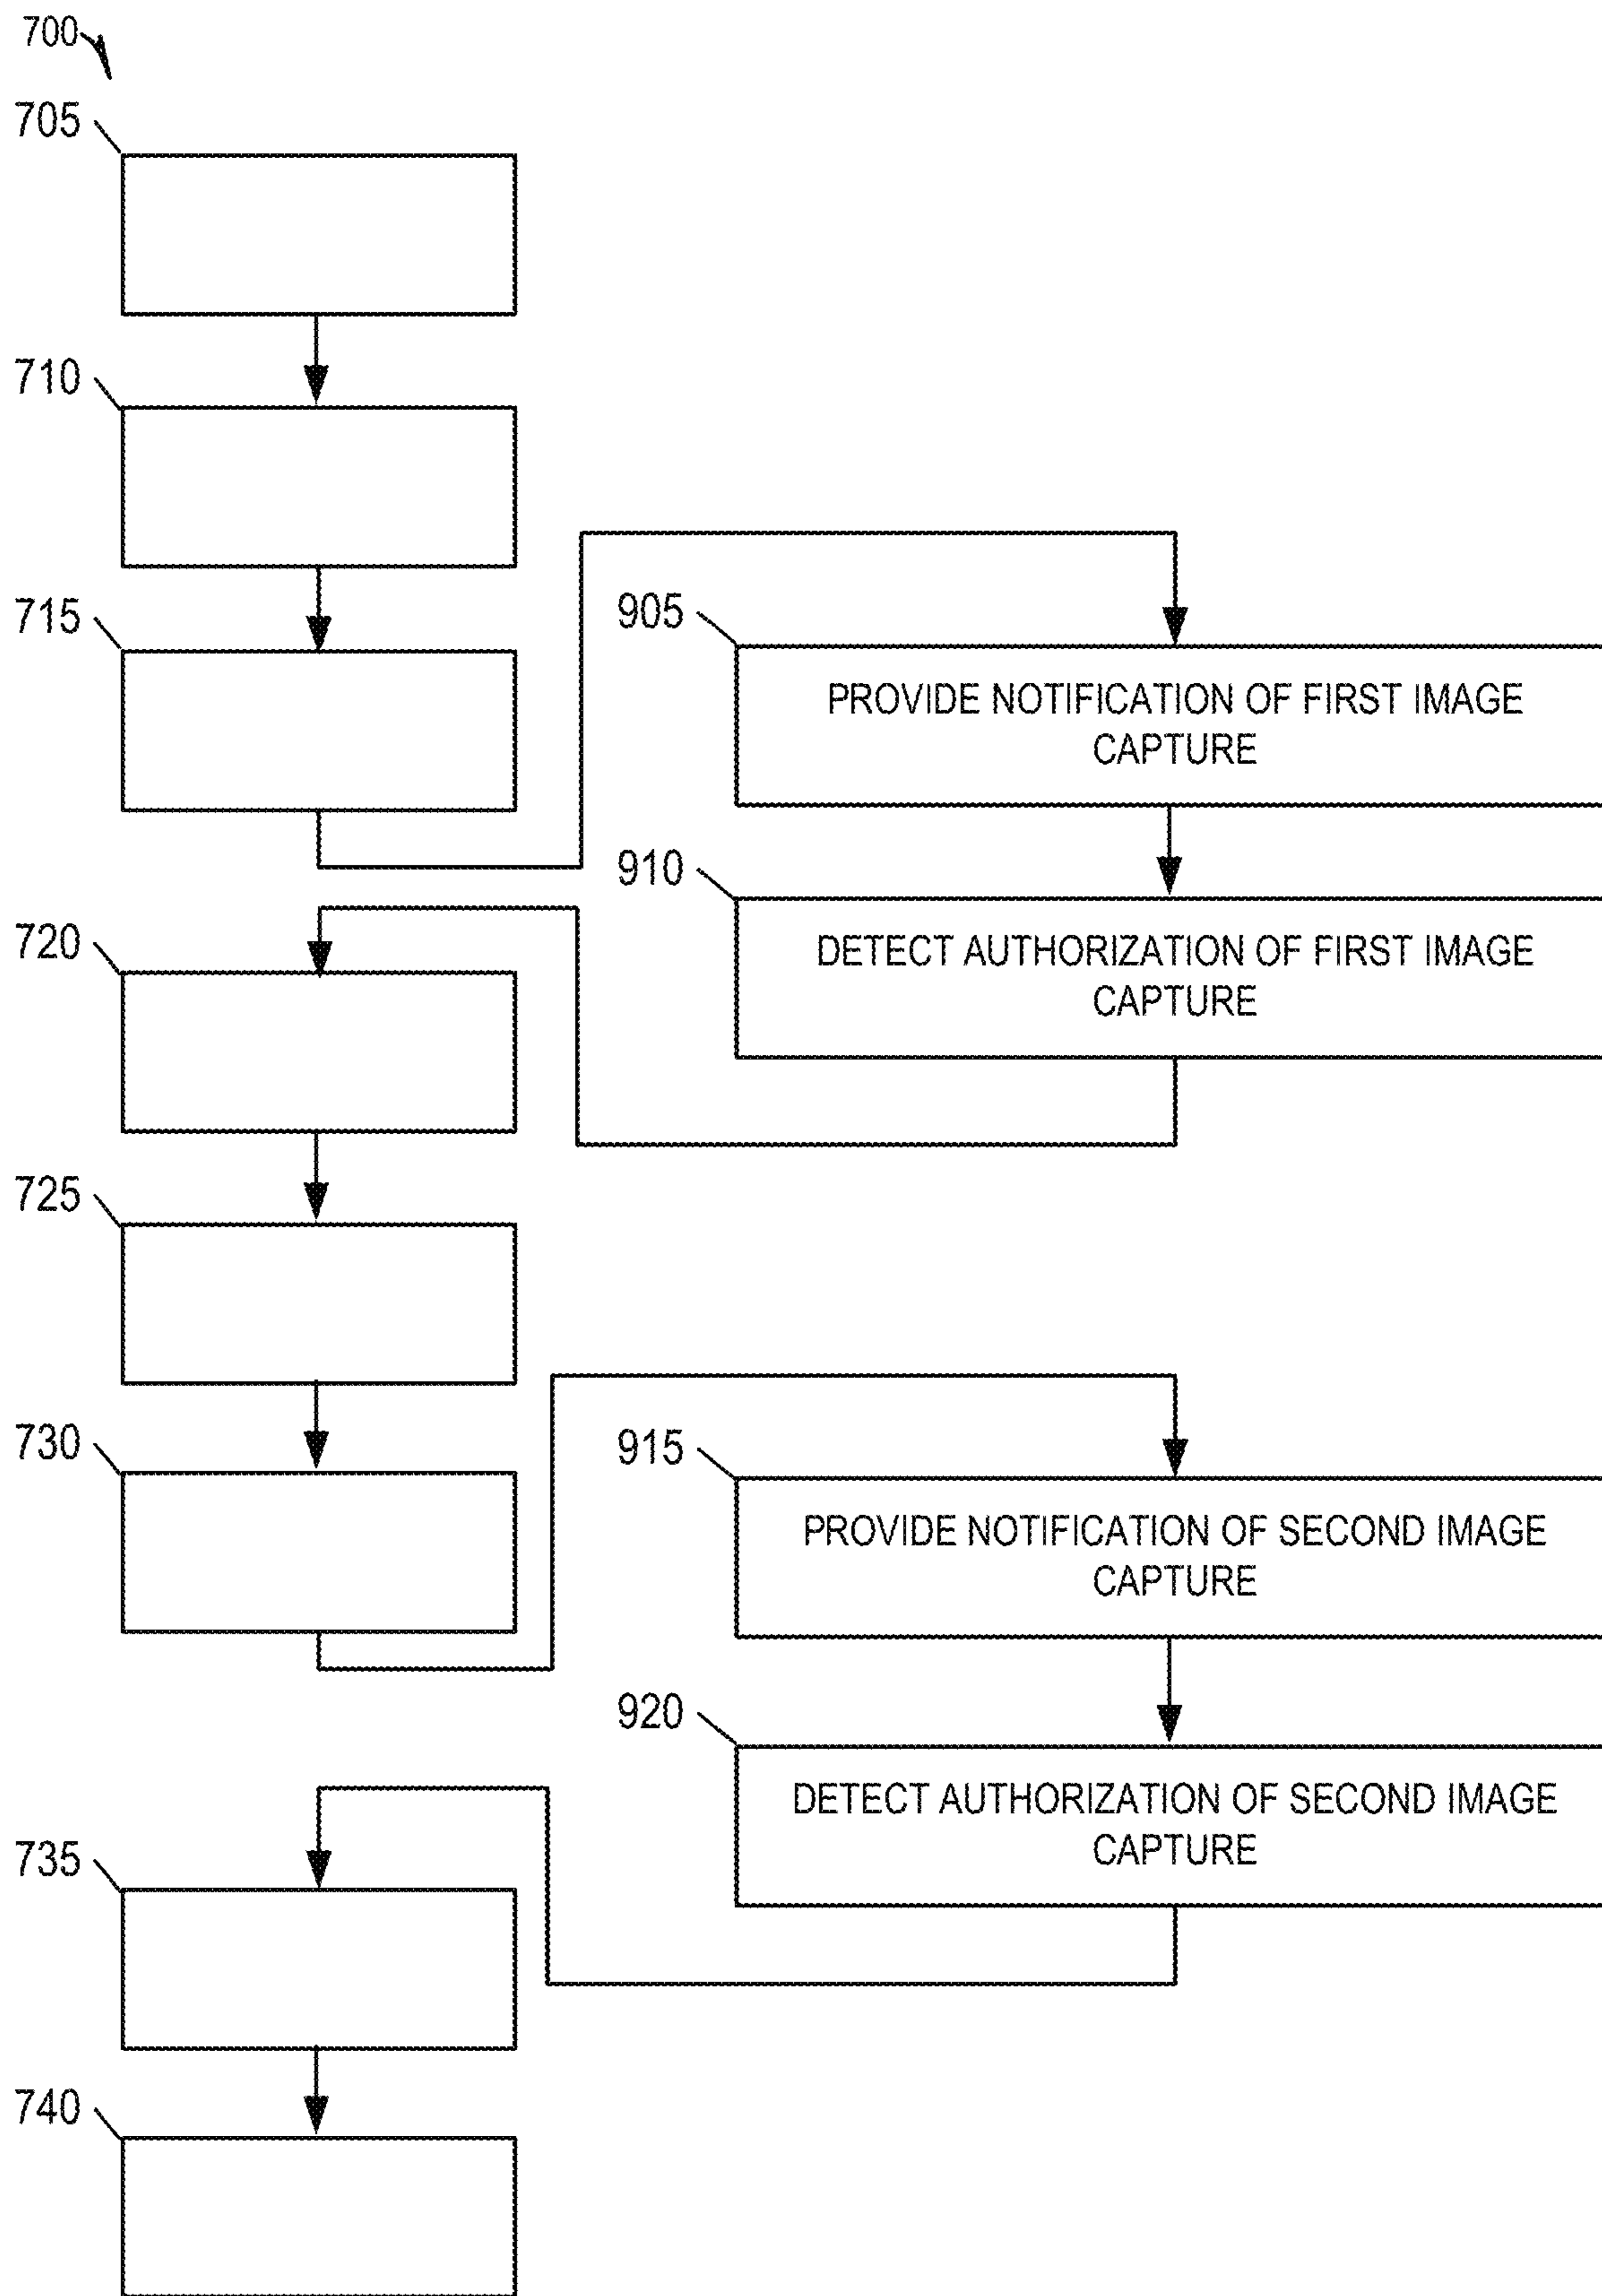 700
705
710
715
905
PROVIDE NOTIFICATION OF FIRST IMAGE
CAPTURE
910
DETECT AUTHORIZATION OF FIRST IMAGE
CAPTURE
720
725
730
915
PROVIDE NOTIFICATION OF SECOND IMAGE
CAPTURE
920
DETECT AUTHORIZATION OF SECOND IMAGE
CAPTURE
735
740